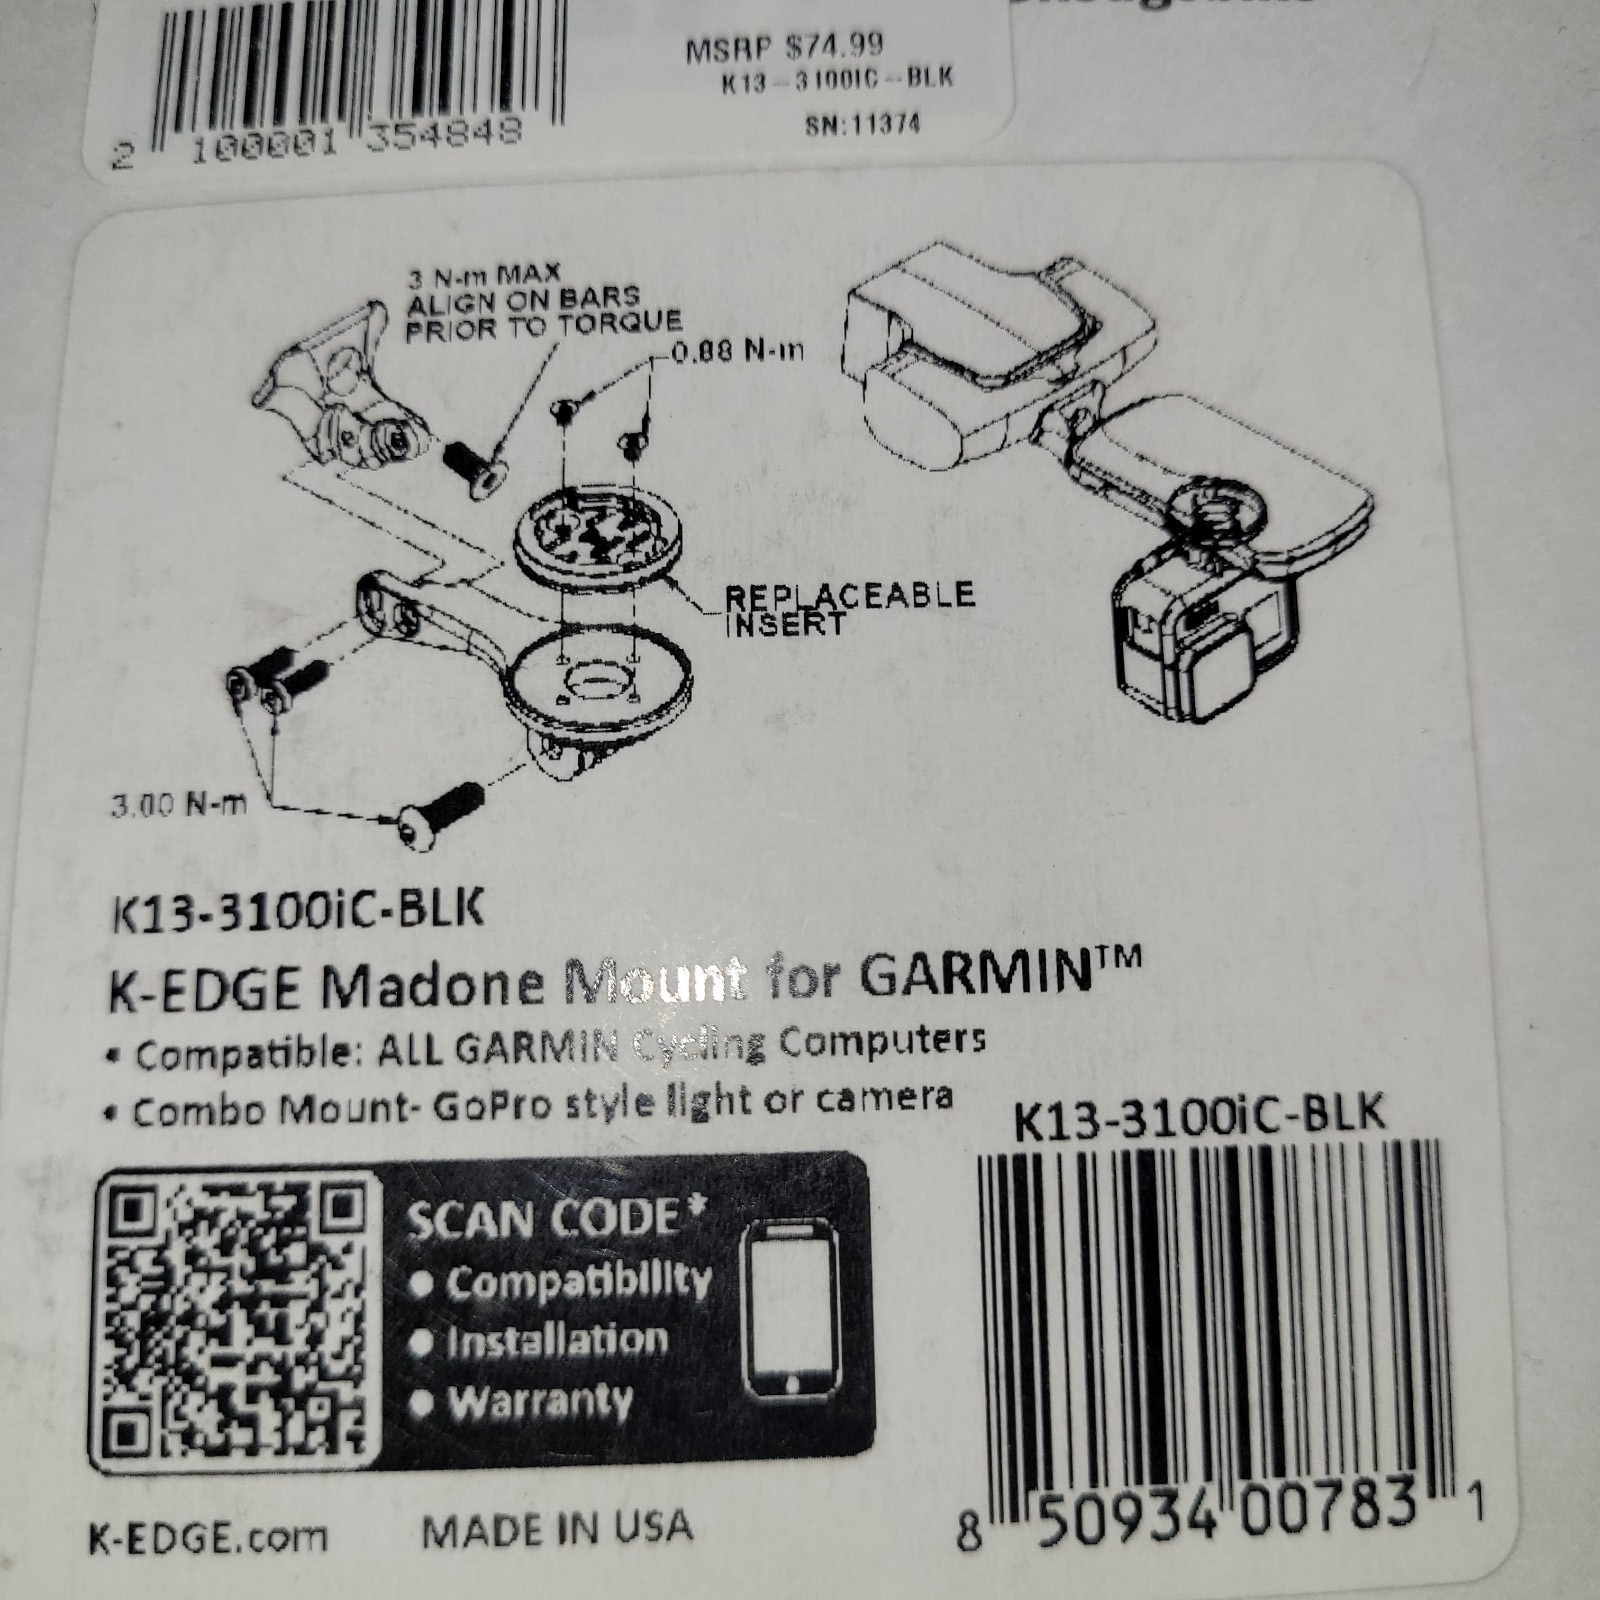 MSRP $74.99
K13-3100IC-BLK
SN:11374
2 100001 354848
3 N-m MAX
ALIGN ON BARS
PRIOR TO TORQUE
0.88 N-m
REPLACEABLE
INSERT
3.00 N-m
K13-3100iC-BLK
K-EDGE Madone Mount for GARMIN™
• Compatible: ALL GARMIN Cycling Computers
• Combo Mount- GoPro style light or camera
K13-3100iC-BLK
SCAN CODE*
• Compatibility
• Installation
• Warranty
8 50934 00783 1
K-EDGE.com MADE IN USA